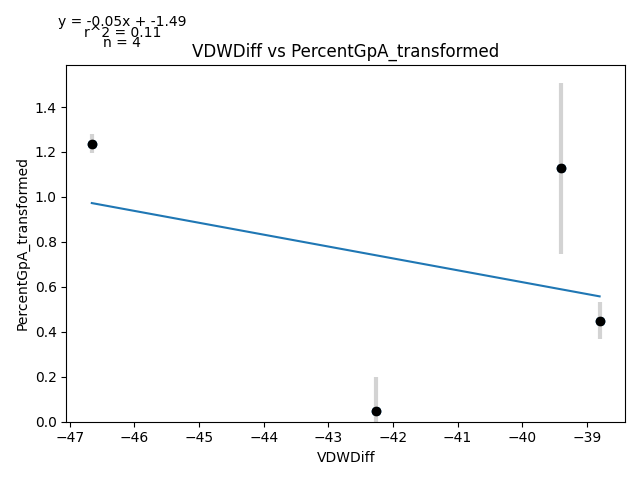 y = -0.05x + -1.49
r^2 = 0.11
n = 4
VDWDiff vs PercentGpA_transformed
PercentGpA_transformed
1.4
1.2
1.0
0.8
0.6
0.4
0.2
0.0
−47
−46
−45
−44
−43
−42
−41
−40
−39
VDWDiff